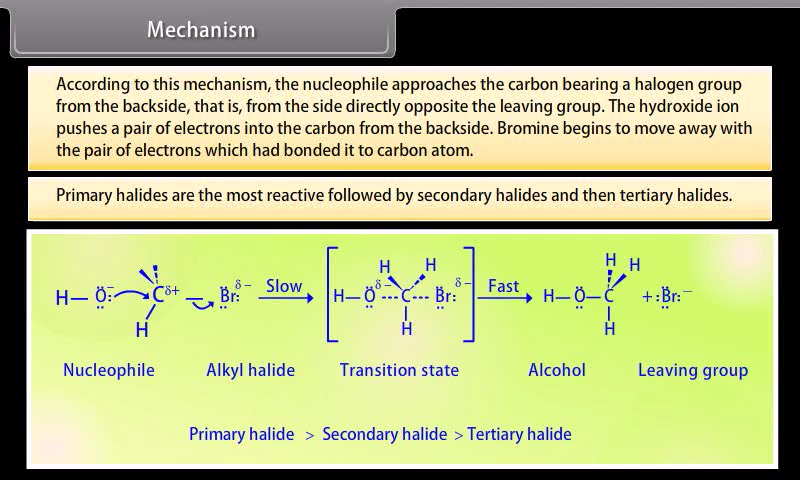 Mechanism
According to this mechanism, the nucleophile approaches the carbon bearing a halogen group
from the backside, that is, from the side directly opposite the leaving group. The hydroxide ion
pushes a pair of electrons into the carbon from the backside. Bromine begins to move away with
the pair of electrons which had bonded it to carbon atom.
Primary halides are the most reactive followed by secondary halides and then tertiary halides.
H H H H
H—Ö:⁻ C δ+ — Br: δ− Slow [H—Ö δ− ---C--- Br: δ−] Fast H—Ö—C + :Br:⁻
H H H
Nucleophile Alkyl halide Transition state Alcohol Leaving group
Primary halide > Secondary halide > Tertiary halide